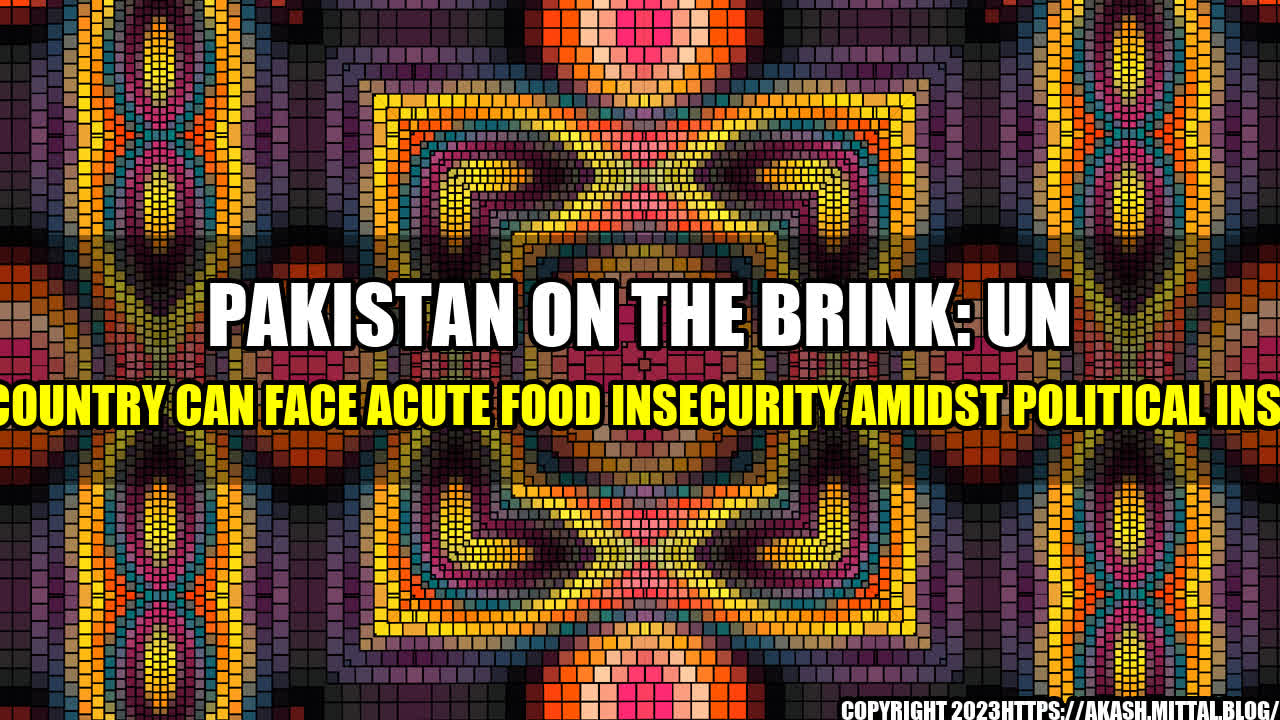 PAKISTAN ON THE BRINK: UN
COUNTRY CAN FACE ACUTE FOOD INSECURITY AMIDST POLITICAL INS
COPYRIGHT 2023HTTPS://AKASH.MITTAL.BLOG/